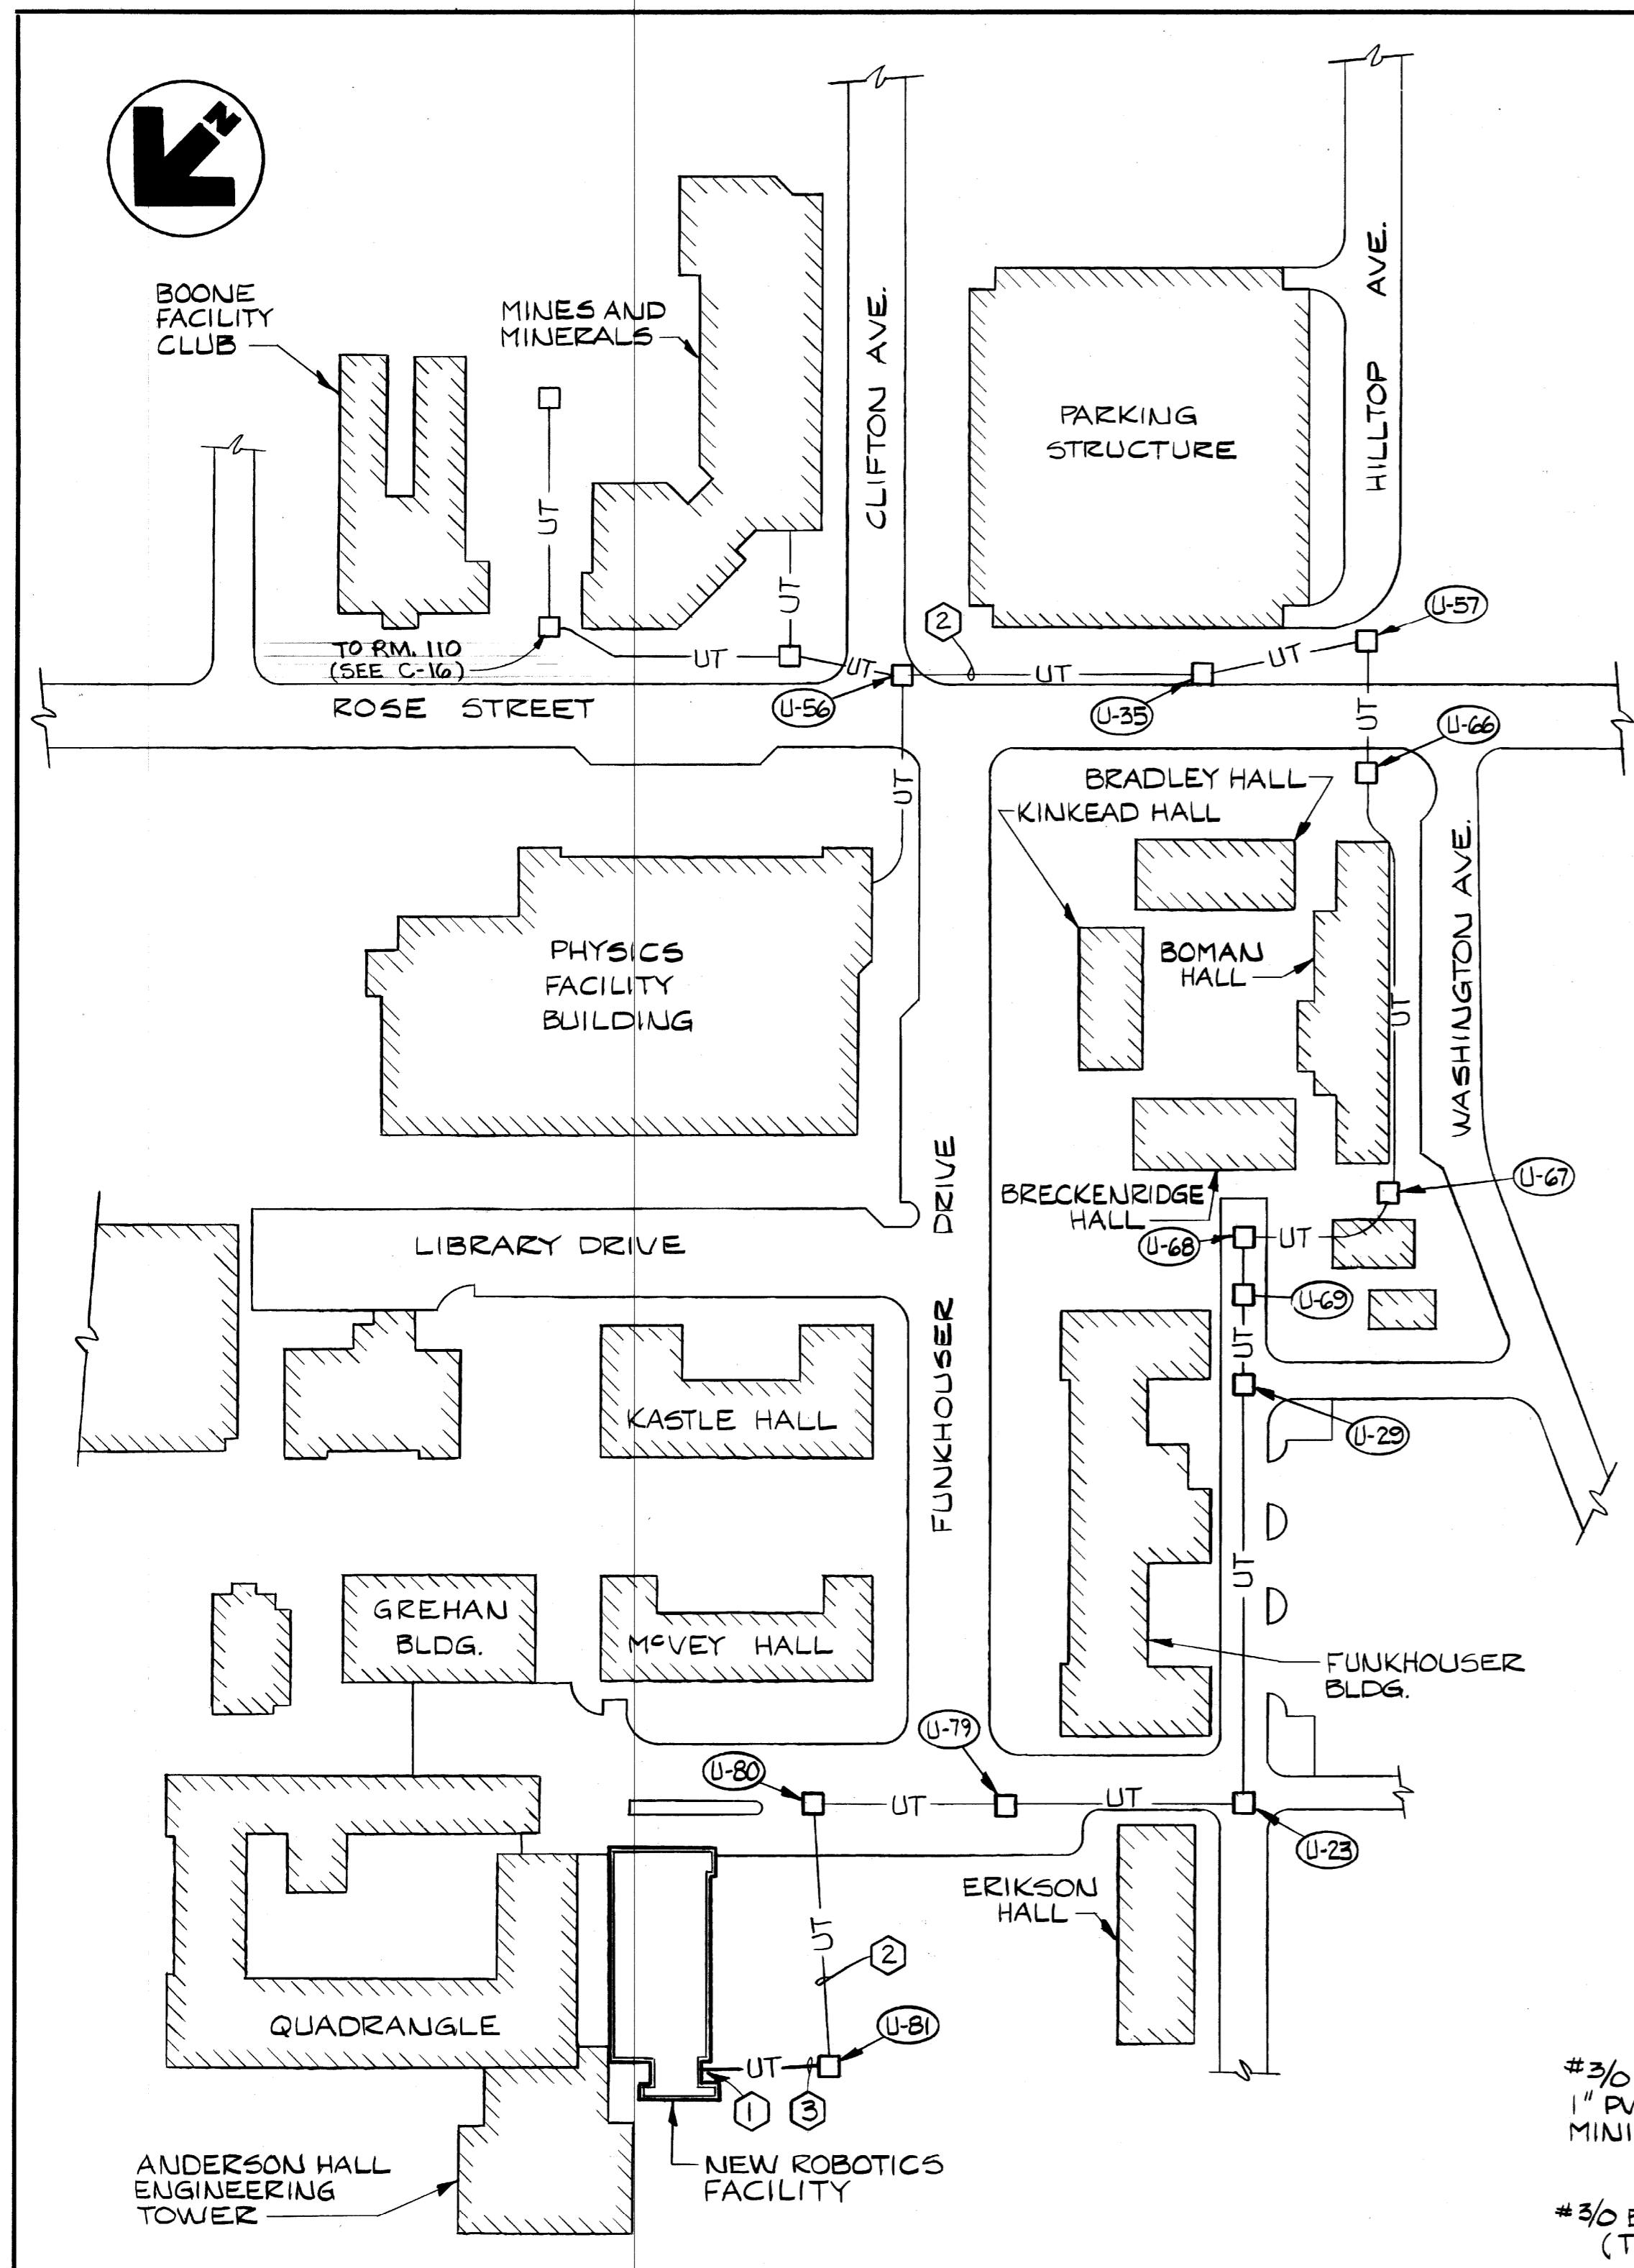 N
BOONE
FACILITY
CLUB
MINES AND
MINERALS
CLIFTON AVE.
PARKING
STRUCTURE
HILLTOP AVE.
UT
UT
TO RM. 110
(SEE C-16)
UT
UT
2
UT
UT
U-57
ROSE STREET
U-56
U-35
UT
U-66
UT
BRADLEY HALL
KINKEAD HALL
PHYSICS
FACILITY
BUILDING
BOMAN
HALL
UT
WASHINGTON AVE.
BRECKENRIDGE
HALL
U-67
LIBRARY DRIVE
FUNKHOUSER DRIVE
U-68
UT
U-69
UT
KASTLE HALL
U-29
UT
GREHAN
BLDG.
McVEY HALL
FUNKHOUSER
BLDG.
U-79
U-80
UT
UT
U-23
ERIKSON
HALL
UT
2
QUADRANGLE
U-81
UT
1
3
#3/0
1" PV
MINI
ANDERSON HALL
ENGINEERING
TOWER
NEW ROBOTICS
FACILITY
#3/0 E
(T